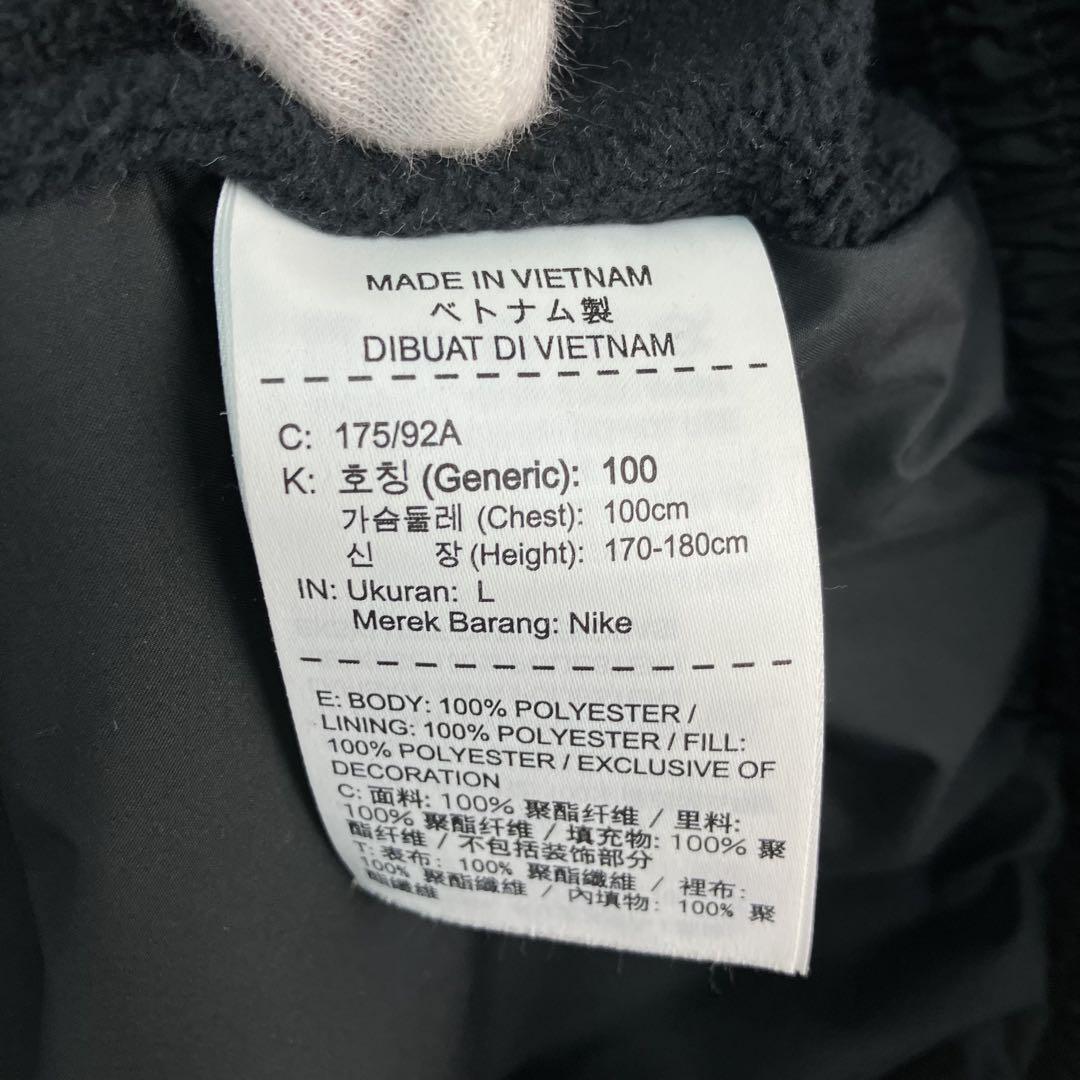 MADE IN VIETNAM
ベトナム製
DIBUAT DI VIETNAM
C: 175/92A
K: 호칭 (Generic): 100
가슴둘레 (Chest): 100cm
신 장 (Height): 170-180cm
IN: Ukuran: L
Merek Barang: Nike
E: BODY: 100% POLYESTER /
LINING: 100% POLYESTER / FILL:
100% POLYESTER / EXCLUSIVE OF
DECORATION
C: 面料: 100% 聚酯纤维 / 里料:
100% 聚酯纤维 / 填充物: 100% 聚
酯纤维 / 不包括装饰部分
T: 表布: 100% 聚酯纖維 / 裡布:
100% 聚酯纖維 / 內填物: 100% 聚
酯纖維